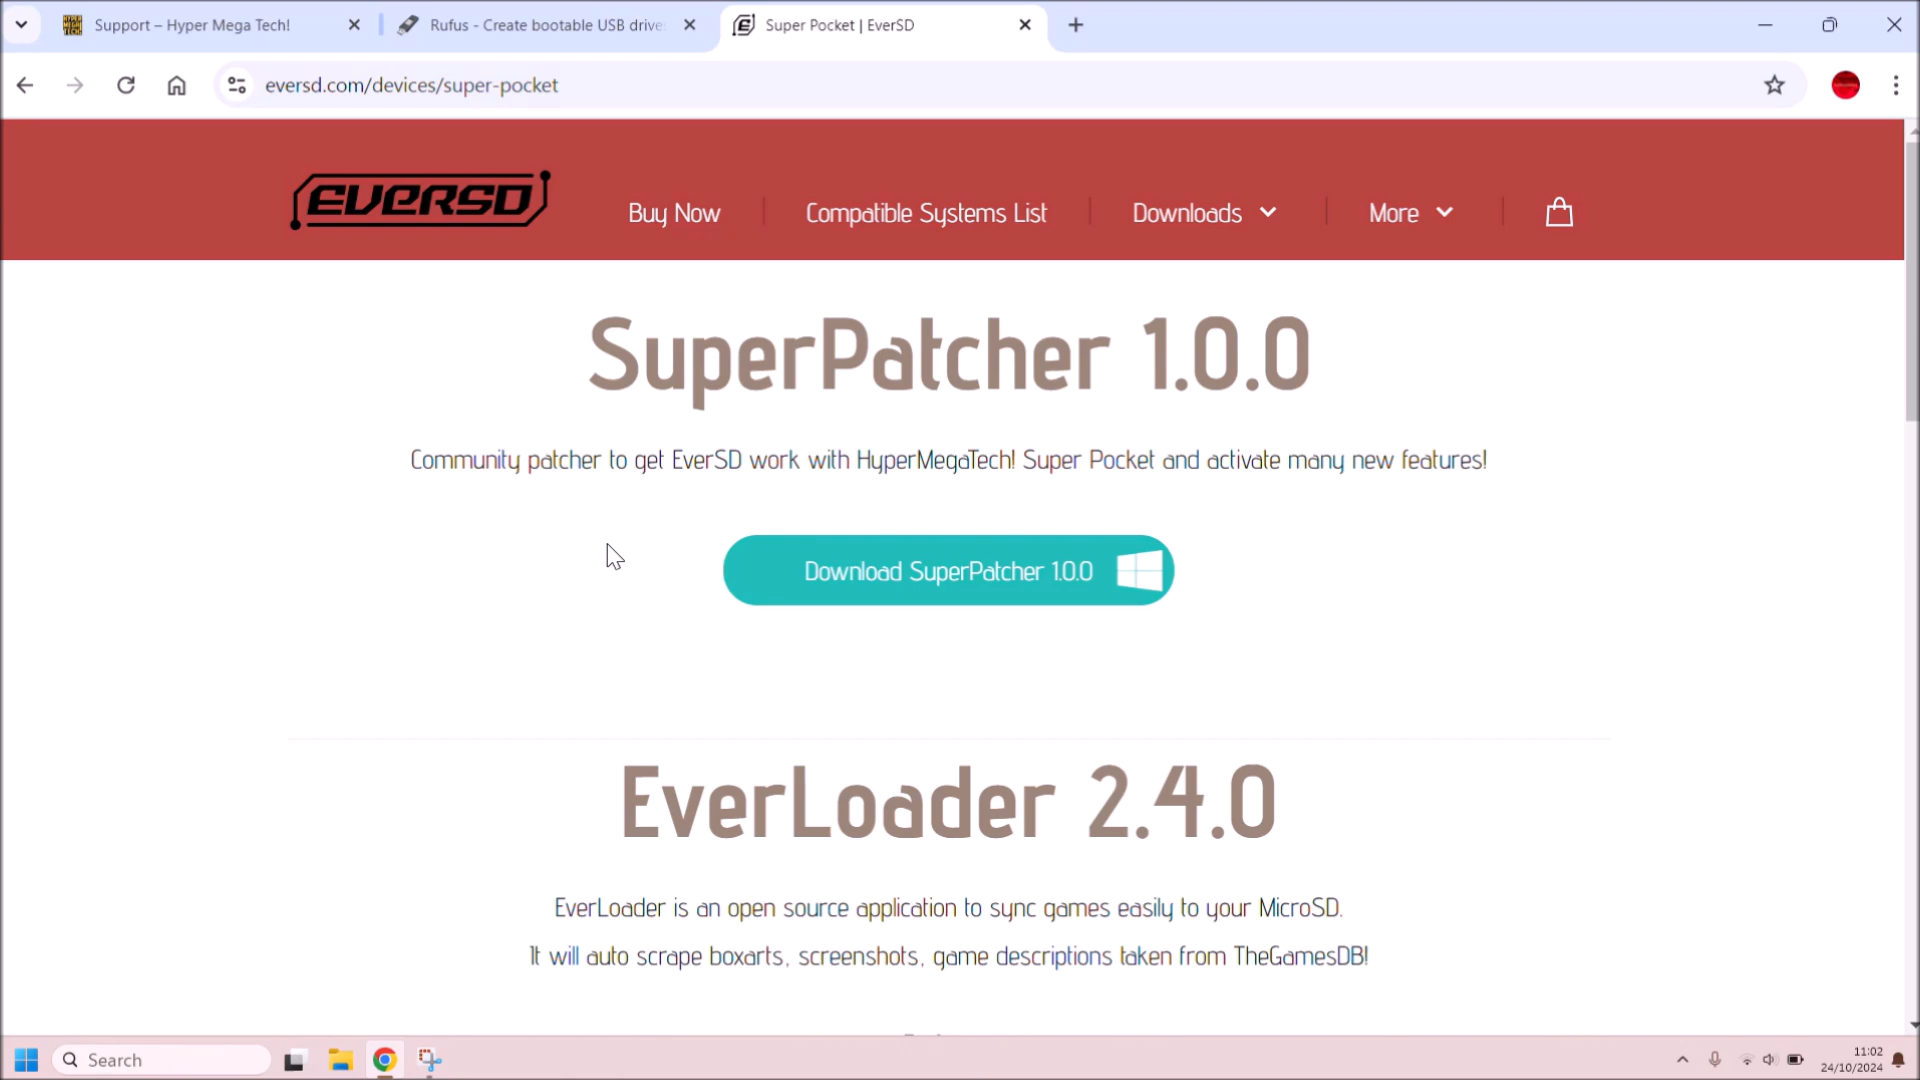 Support – Hyper Mega Tech!
Rufus - Create bootable USB drive
Super Pocket | EverSD
eversd.com/devices/super-pocket
EVERSD
Buy Now
Compatible Systems List
Downloads
More
SuperPatcher 1.0.0
Community patcher to get EverSD work with HyperMegaTech! Super Pocket and activate many new features!
Download SuperPatcher 1.0.0
EverLoader 2.4.0
EverLoader is an open source application to sync games easily to your MicroSD.
It will auto scrape boxarts, screenshots, game descriptions taken from TheGamesDB!
Search
11:02
24/10/2024